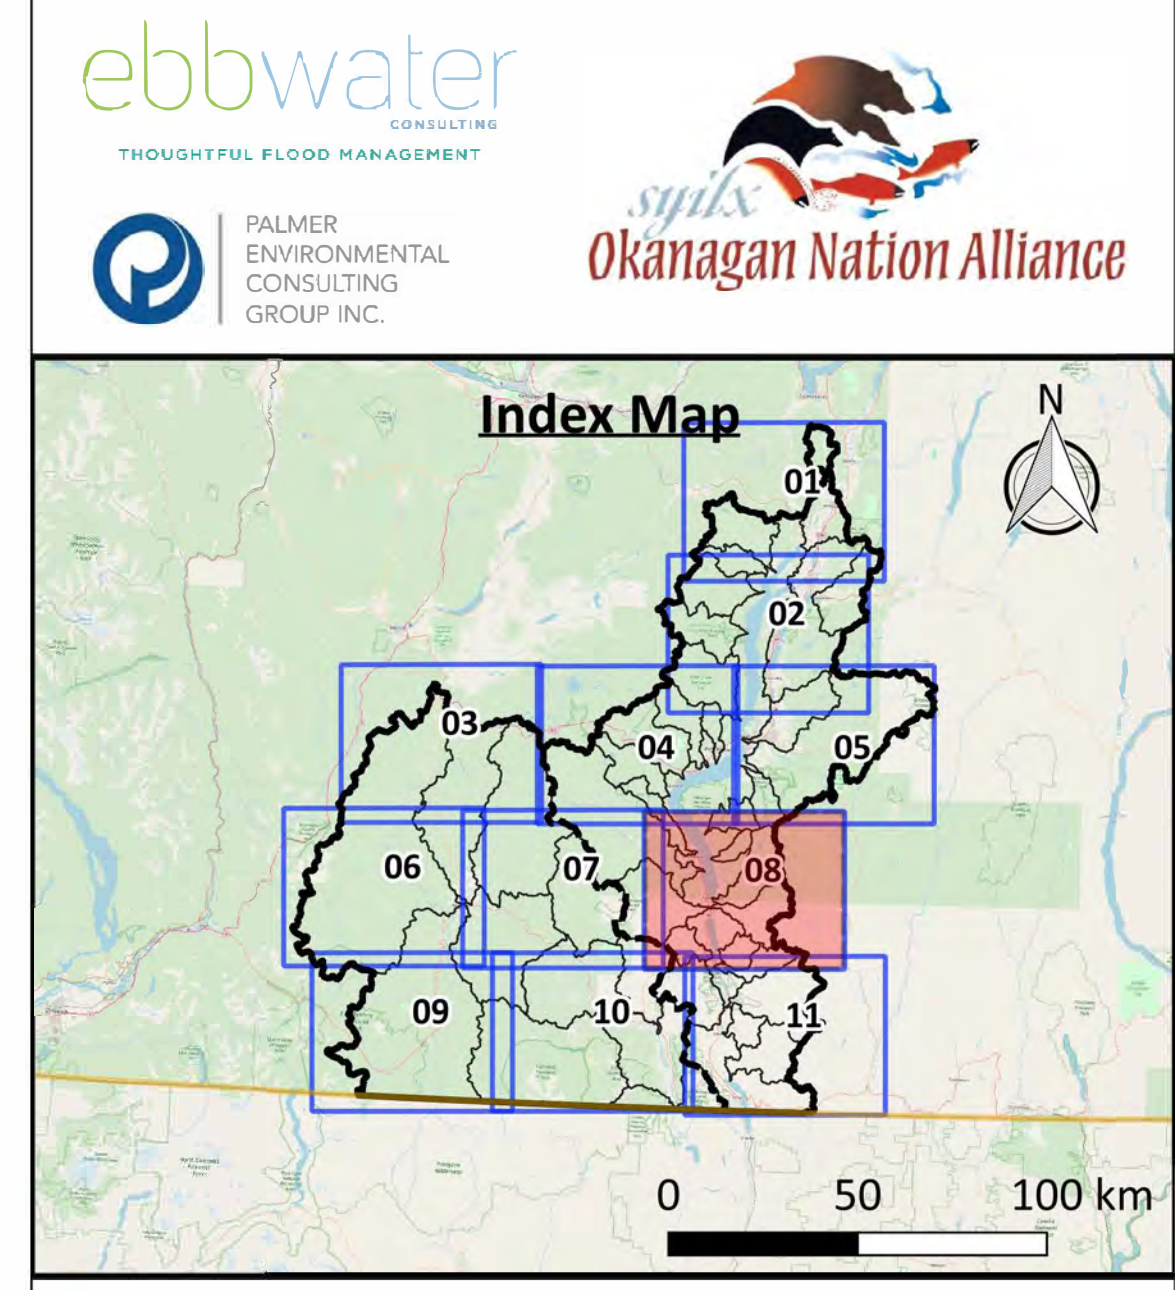 ebbwater
CONSULTING
THOUGHTFUL FLOOD MANAGEMENT
syilx
Okanagan Nation Alliance
PALMER
ENVIRONMENTAL
CONSULTING
GROUP INC.
Index Map
N
01
02
03
04
05
06
07
08
09
10
11
0 50 100 km